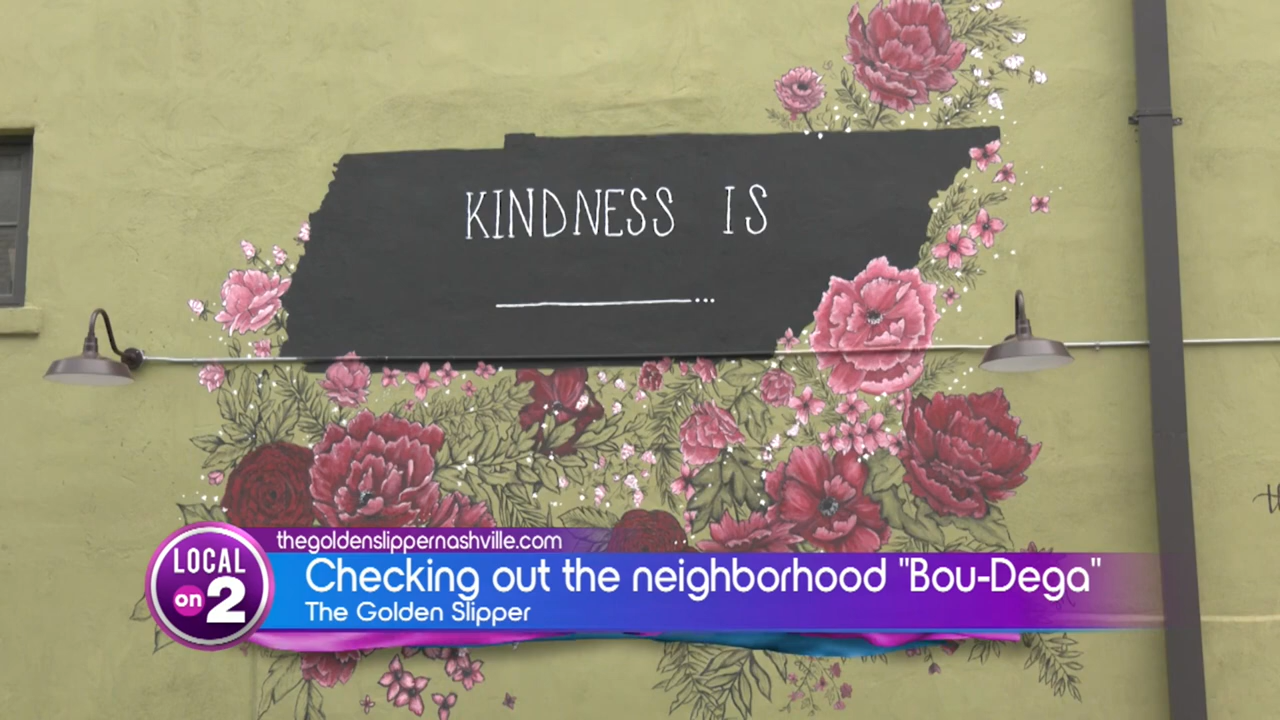 KINDNESS IS
...
thegoldenslippernashville.com
LOCAL
on 2
Checking out the neighborhood "Bou-Dega"
The Golden Slipper